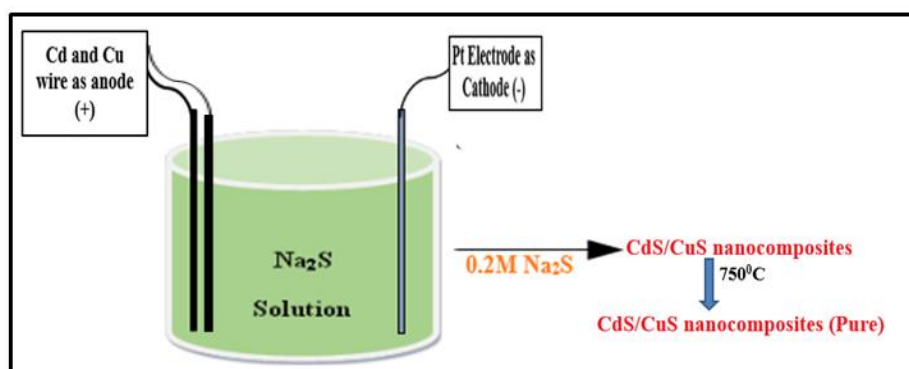 Cd and Cu
wire as anode
(+)
Pt Electrode as
Cathode (-)
Na₂S
Solution
0.2M Na₂S
CdS/CuS nanocomposites
750⁰C
CdS/CuS nanocomposites (Pure)